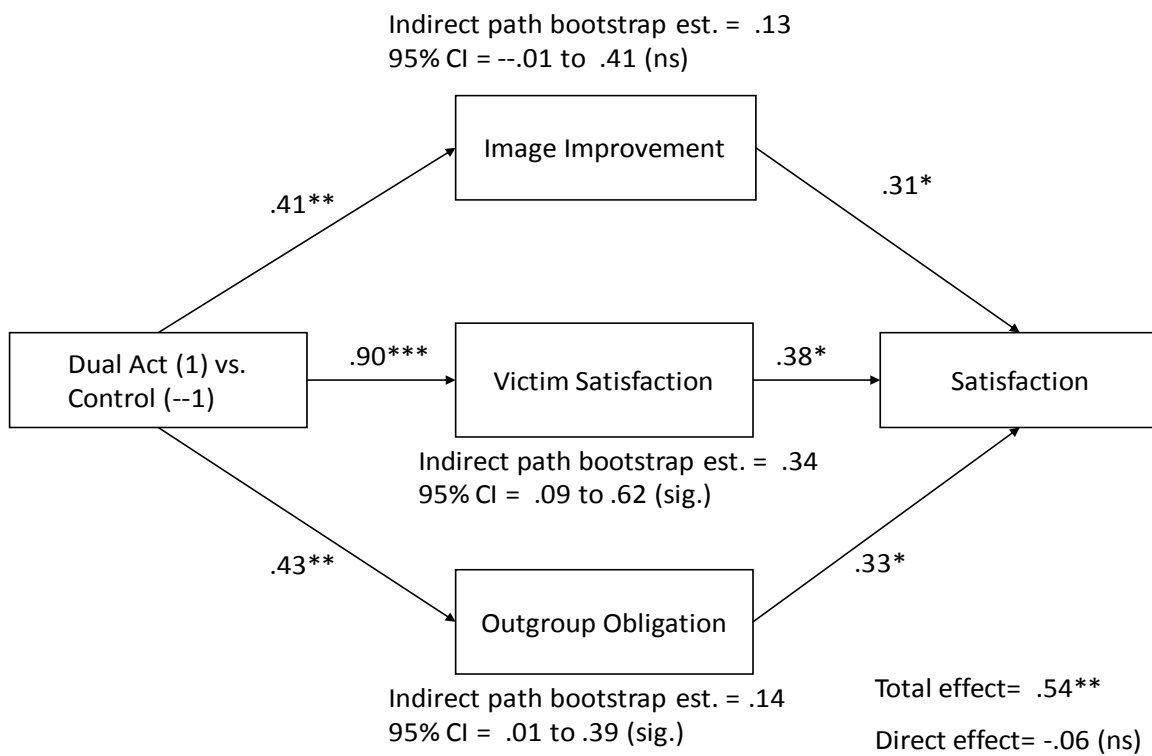 Indirect path bootstrap est. = .13
95% CI = --.01 to .41 (ns)
Image Improvement
.41**
.31*
Dual Act (1) vs.
Control (--1)
.90***
Victim Satisfaction
.38*
Satisfaction
Indirect path bootstrap est. = .34
95% CI = .09 to .62 (sig.)
.43**
.33*
Outgroup Obligation
Indirect path bootstrap est. = .14
95% CI = .01 to .39 (sig.)
Total effect= .54**
Direct effect= -.06 (ns)